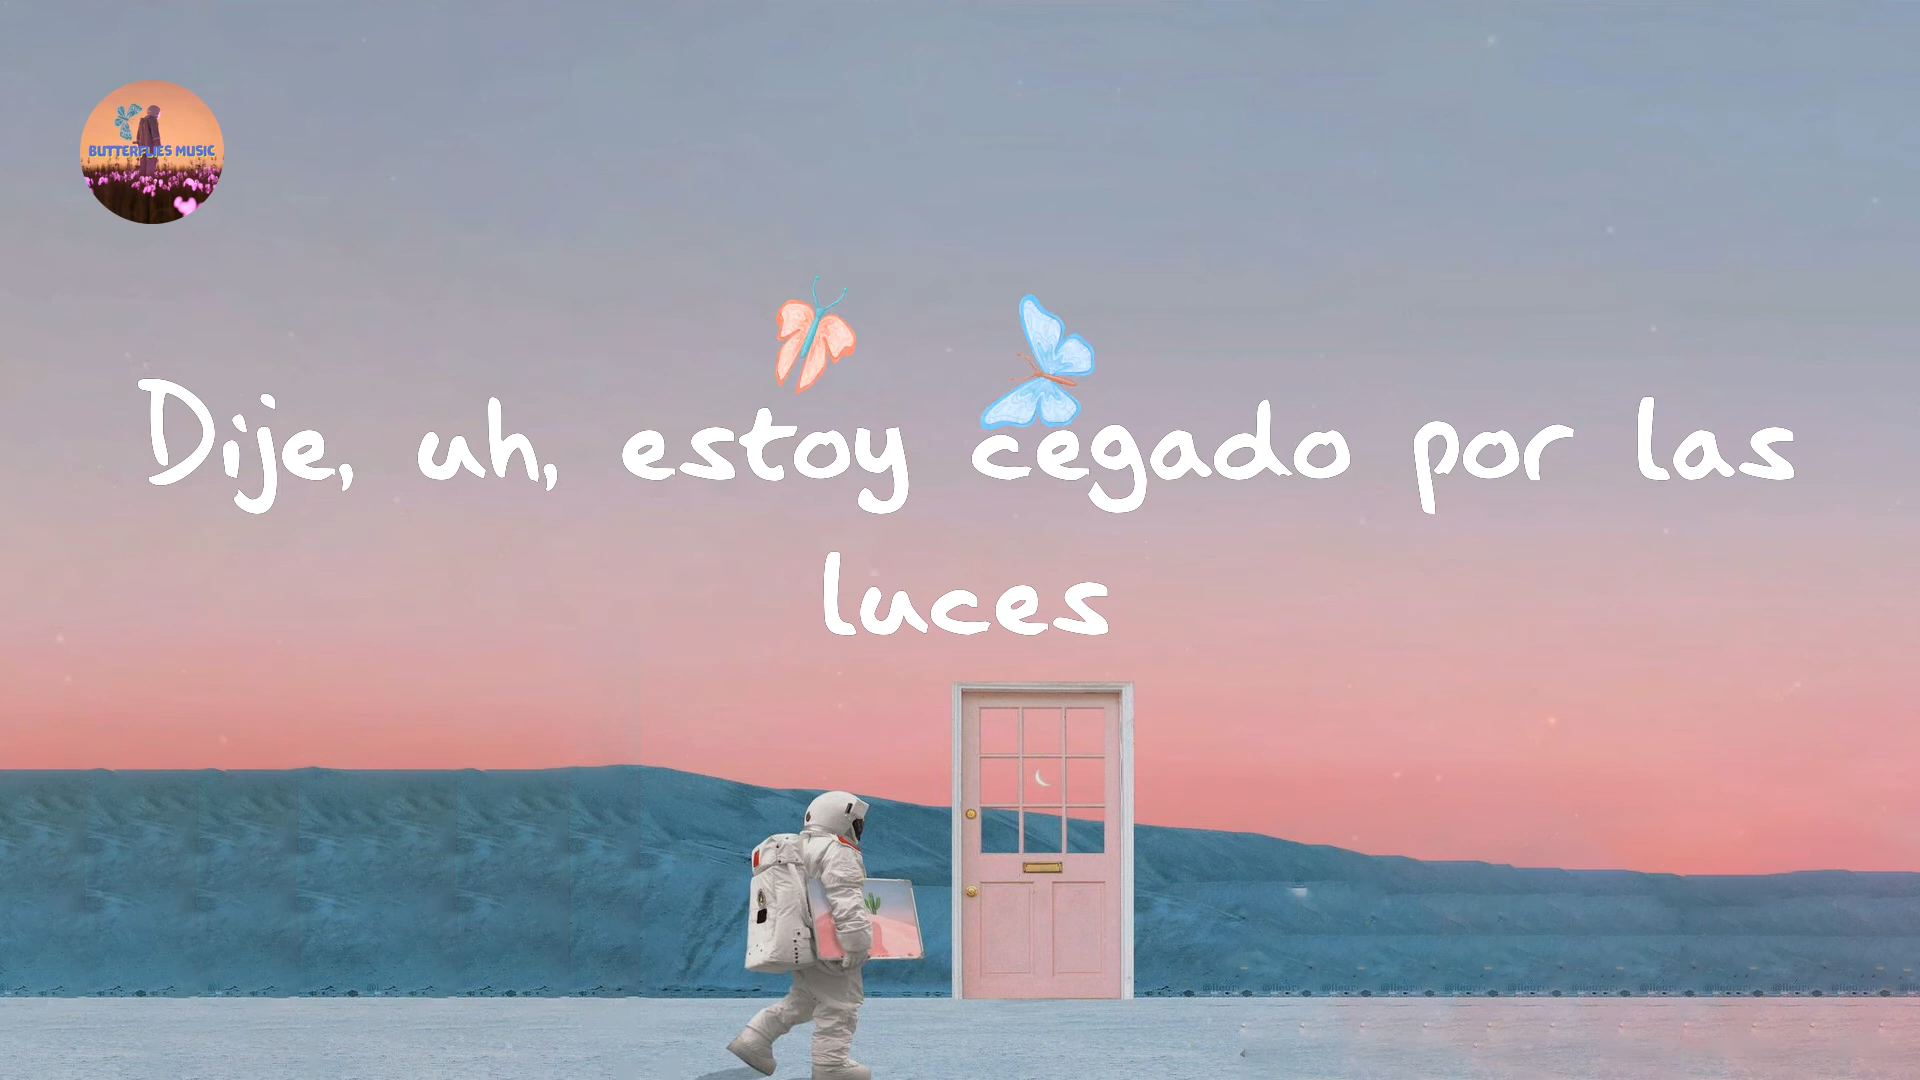 BUTTERFLIES MUSIC
Dije, uh, estoy cegado por las
luces